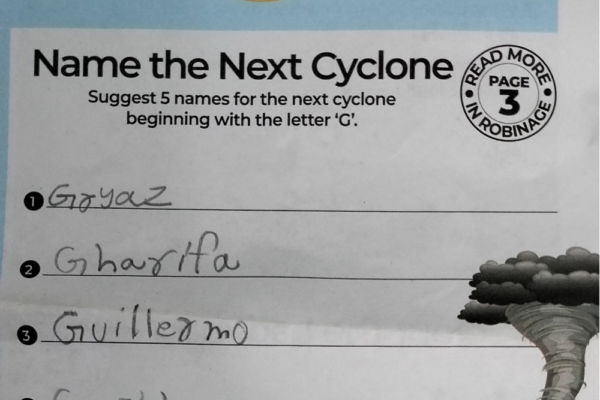 Name the Next Cyclone
Suggest 5 names for the next cyclone
beginning with the letter ‘G’.
READ MORE
PAGE
3
IN ROBINAGE
1 Gryaz
2 Gharifa
3 Guillermo